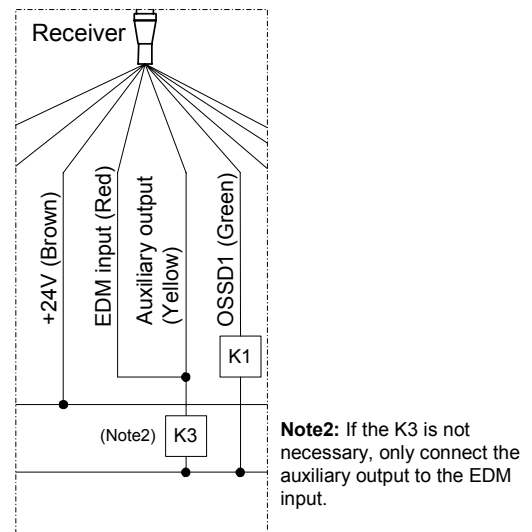 Receiver
+24V (Brown)
EDM input (Red)
Auxiliary output
(Yellow)
OSSD1 (Green)
K1
(Note2)
K3
Note2: If the K3 is not
necessary, only connect the
auxiliary output to the EDM
input.